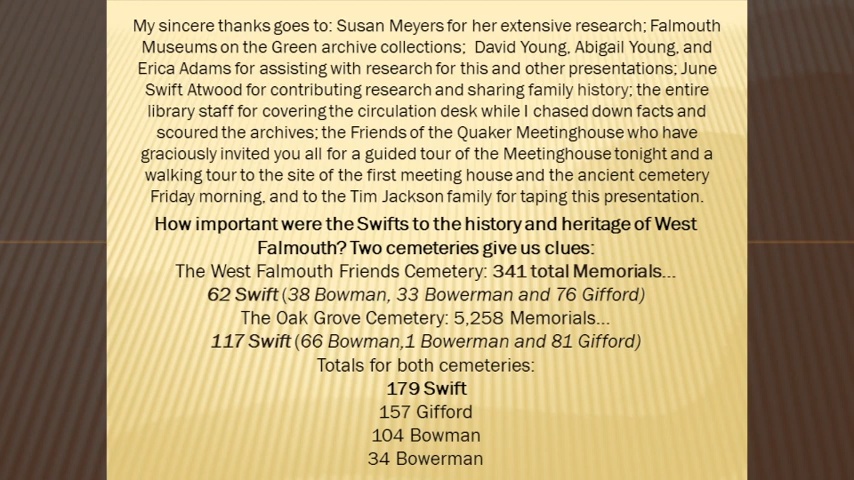 My sincere thanks goes to: Susan Meyers for her extensive research; Falmouth
Museums on the Green archive collections; David Young, Abigail Young, and
Erica Adams for assisting with research for this and other presentations; June
Swift Atwood for contributing research and sharing family history; the entire
library staff for covering the circulation desk while I chased down facts and
scoured the archives; the Friends of the Quaker Meetinghouse who have
graciously invited you all for a guided tour of the Meetinghouse tonight and a
walking tour to the site of the first meeting house and the ancient cemetery
Friday morning, and to the Tim Jackson family for taping this presentation.
How important were the Swifts to the history and heritage of West
Falmouth? Two cemeteries give us clues:
The West Falmouth Friends Cemetery: 341 total Memorials...
62 Swift (38 Bowman, 33 Bowerman and 76 Gifford)
The Oak Grove Cemetery: 5,258 Memorials...
117 Swift (66 Bowman,1 Bowerman and 81 Gifford)
Totals for both cemeteries:
179 Swift
157 Gifford
104 Bowman
34 Bowerman